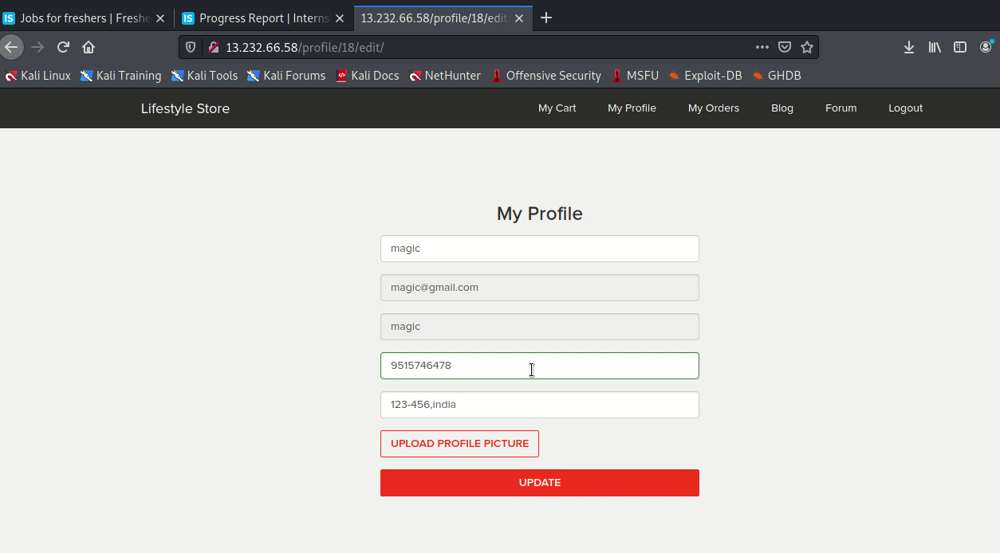 Jobs for freshers | Freshe
Progress Report | Interns
13.232.66.58/profile/18/edit
13.232.66.58/profile/18/edit/
Kali Linux Kali Training Kali Tools Kali Forums Kali Docs NetHunter Offensive Security MSFU Exploit-DB GHDB
Lifestyle Store My Cart My Profile My Orders Blog Forum Logout
My Profile
magic
magic@gmail.com
magic
9515746478
123-456,india
UPLOAD PROFILE PICTURE
UPDATE